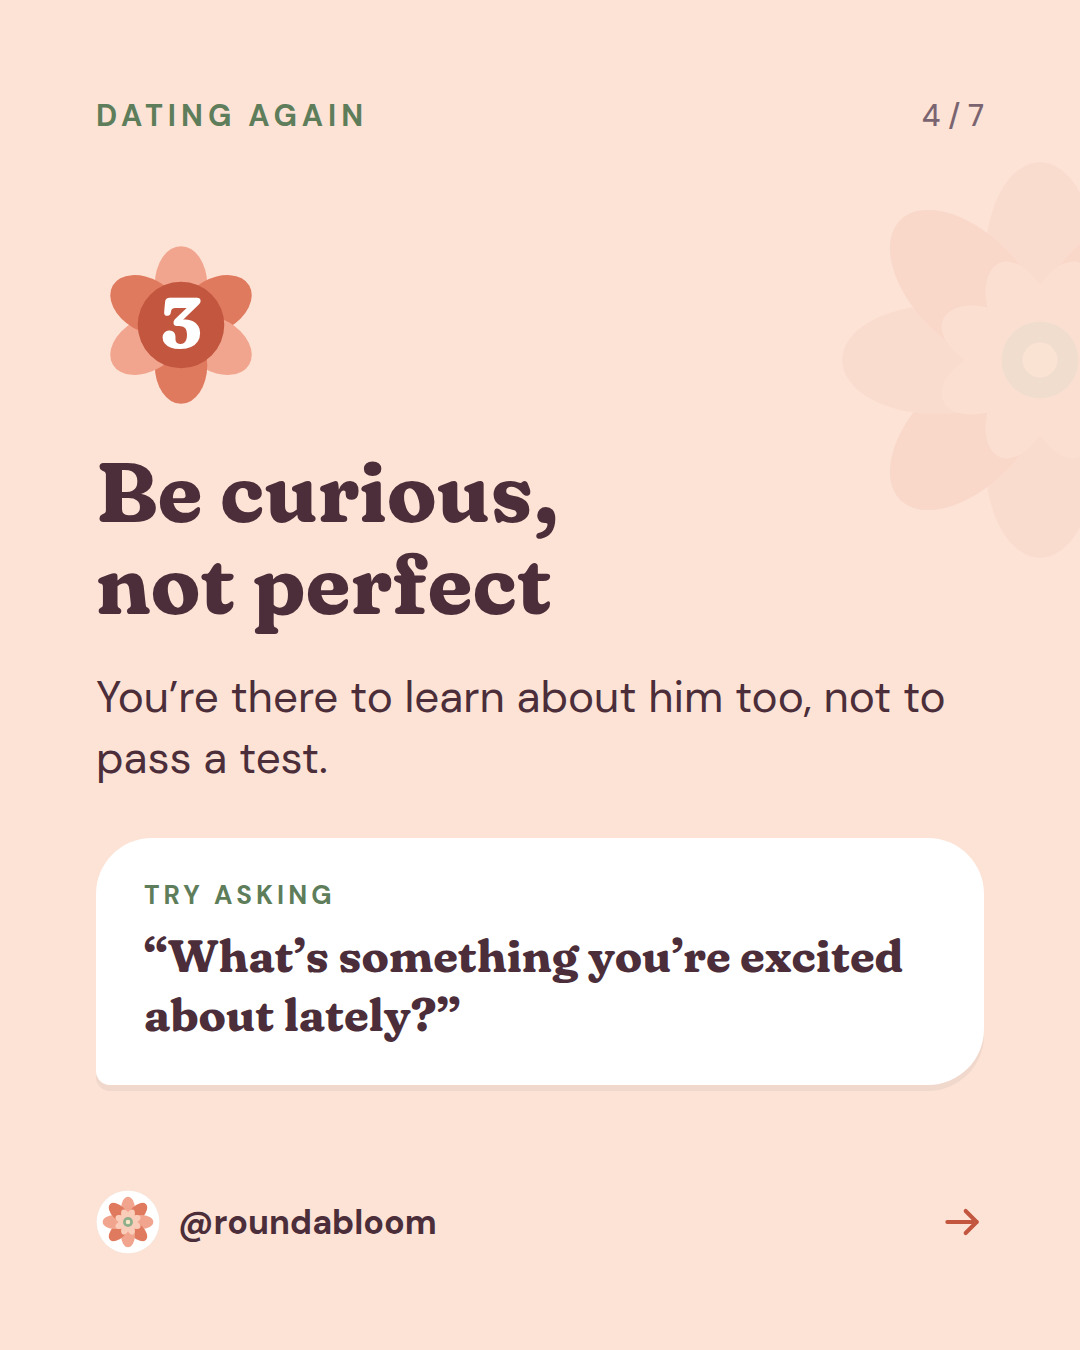 DATING AGAIN
4 / 7
3
Be curious,
not perfect
You’re there to learn about him too, not to
pass a test.
TRY ASKING
“What’s something you’re excited
about lately?”
@roundabloom